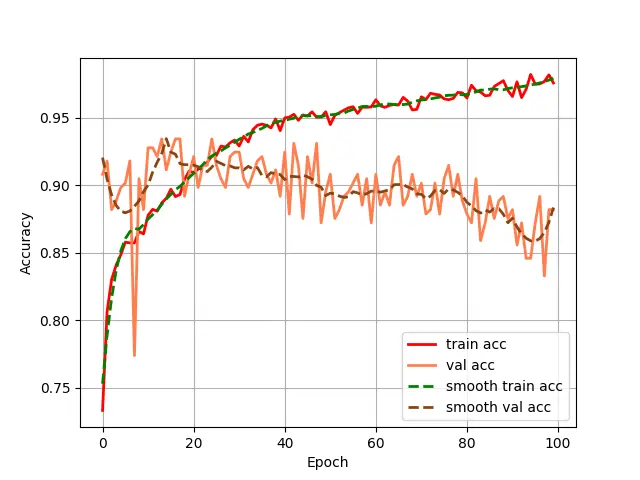 0.95
0.90
0.85
0.80
0.75
Accuracy
0 20 40 60 80 100
Epoch
train acc
val acc
smooth train acc
smooth val acc